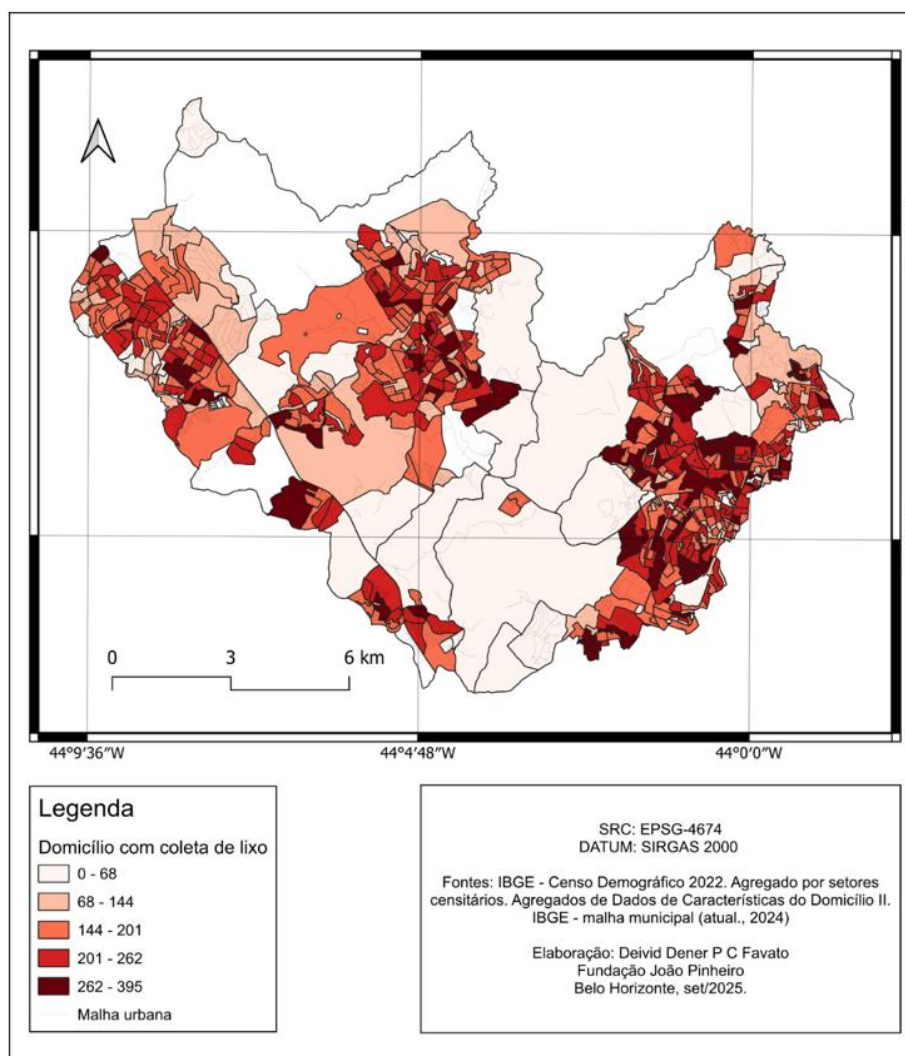 0 3 6 km
44°9'36"W 44°4'48"W 44°0'0"W
Legenda
Domicílio com coleta de lixo
0 - 68
68 - 144
144 - 201
201 - 262
262 - 395
Malha urbana
SRC: EPSG-4674
DATUM: SIRGAS 2000
Fontes: IBGE - Censo Demográfico 2022. Agregado por setores
censitários. Agregados de Dados de Características do Domicílio II.
IBGE - malha municipal (atual., 2024)
Elaboração: Deivid Dener P C Favato
Fundação João Pinheiro
Belo Horizonte, set/2025.